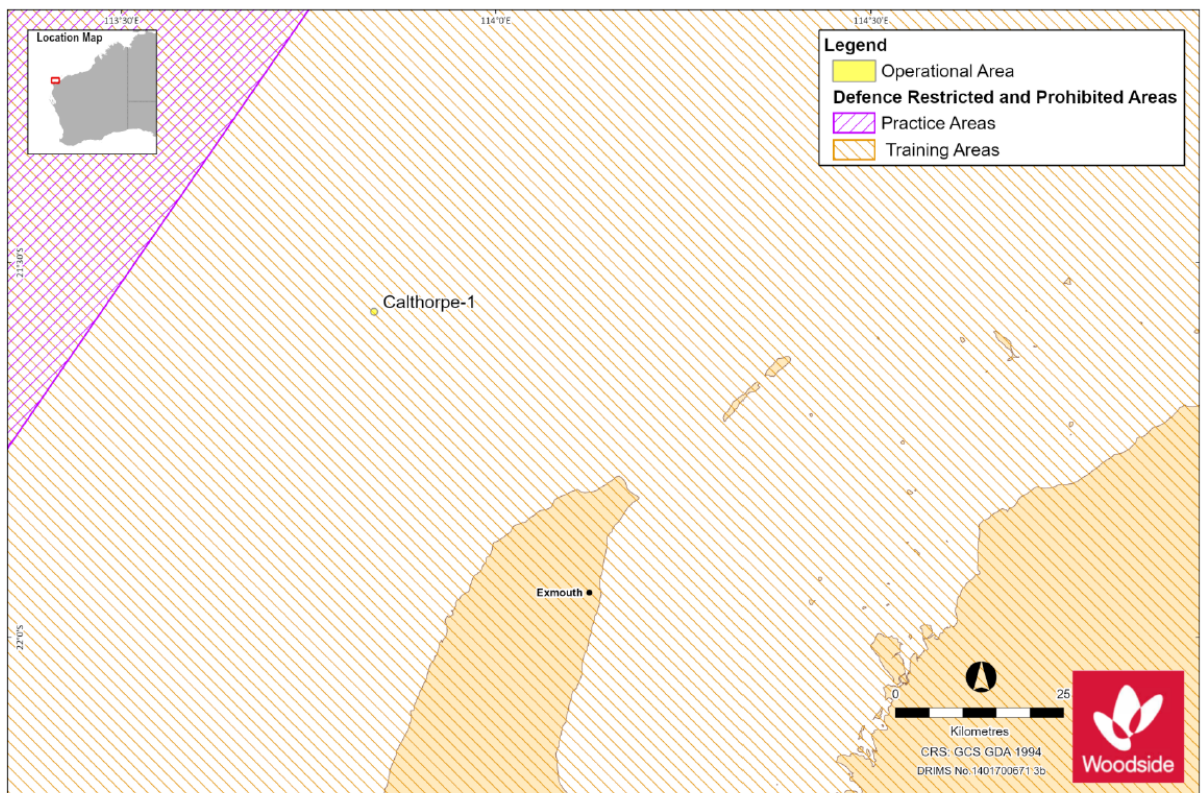 113°30'E
114°0'E
114°30'E
Location Map
Legend
Operational Area
Defence Restricted and Prohibited Areas
Practice Areas
Training Areas
21°30'S
Calthorpe-1
Exmouth
22°0'S
0
25
Kilometres
CRS: GCS GDA 1994
DRIMS No.1401700671.3b
Woodside